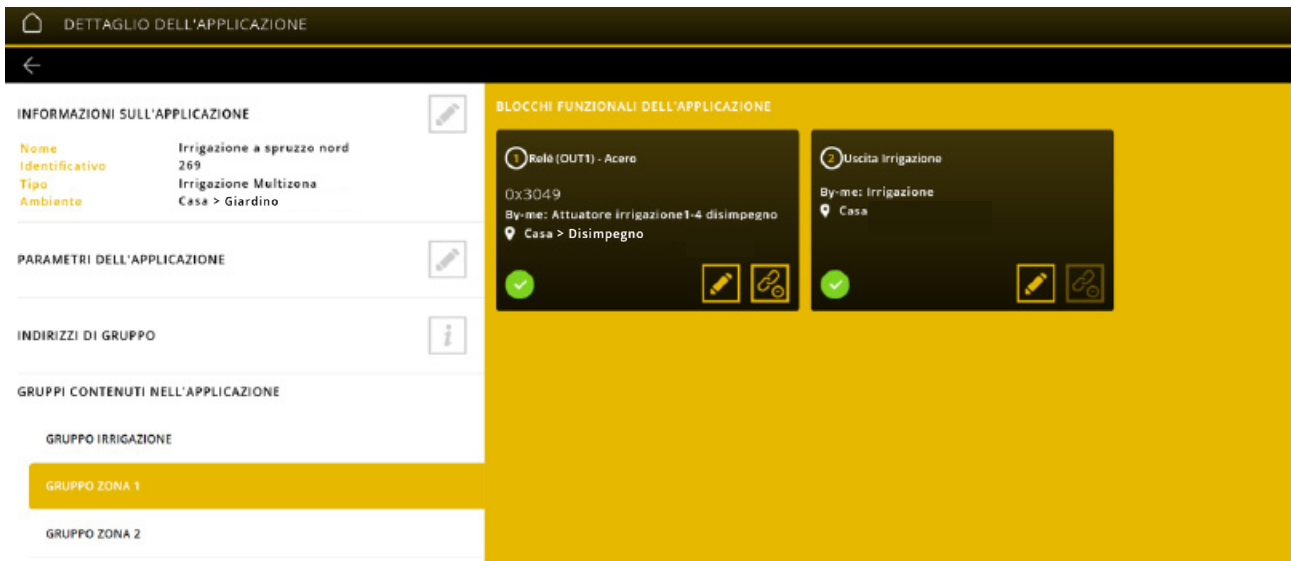 DETTAGLIO DELL'APPLICAZIONE
INFORMAZIONI SULL'APPLICAZIONE
Nome Irrigazione a spruzzo nord
Identificativo 269
Tipo Irrigazione Multizona
Ambiente Casa > Giardino
PARAMETRI DELL'APPLICAZIONE
INDIRIZZI DI GRUPPO
i
GRUPPI CONTENUTI NELL'APPLICAZIONE
GRUPPO IRRIGAZIONE
GRUPPO ZONA 1
GRUPPO ZONA 2
BLOCCHI FUNZIONALI DELL'APPLICAZIONE
1 Relè (OUT1) - Acero
0x3049
By-me: Attuatore irrigazione1-4 disimpegno
Casa > Disimpegno
2 Uscita Irrigazione
By-me: Irrigazione
Casa